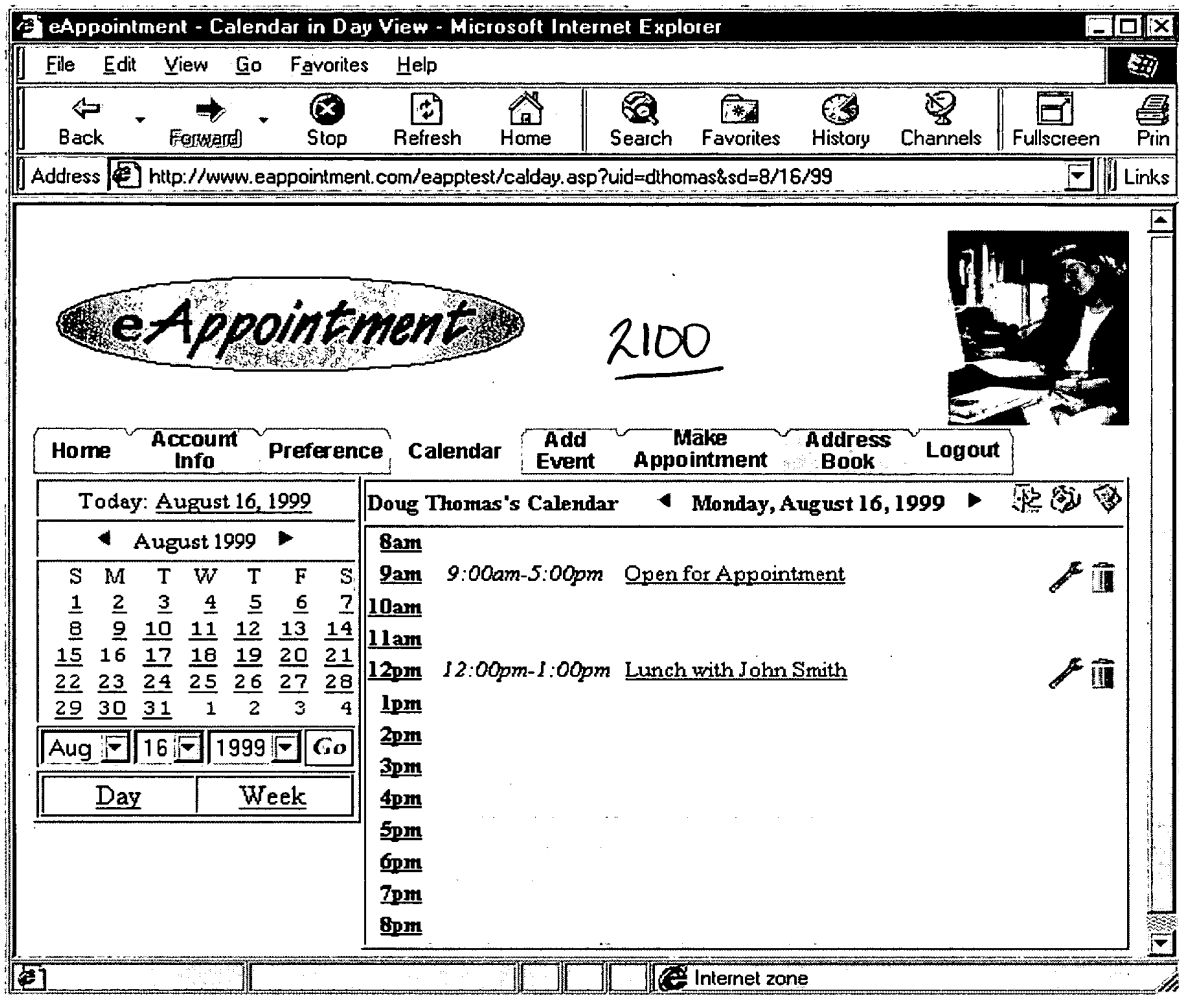 eAppointment - Calendar in Day View - Microsoft Internet Explorer
File Edit View Go Favorites Help
Back Forward Stop Refresh Home Search Favorites History Channels Fullscreen Prin
Address http://www.eappointment.com/eapptest/calday.asp?uid=dthomas&sd=8/16/99 Links
eAppointment
2100
Home Account Info Preference Calendar Add Event Make Appointment Address Book Logout
Today: August 16, 1999
August 1999
S M T W T F S
1 2 3 4 5 6 7
8 9 10 11 12 13 14
15 16 17 18 19 20 21
22 23 24 25 26 27 28
29 30 31 1 2 3 4
Aug 16 1999 Go
Day Week
Doug Thomas's Calendar Monday, August 16, 1999
8am
9am 9:00am-5:00pm Open for Appointment
10am
11am
12pm 12:00pm-1:00pm Lunch with John Smith
1pm
2pm
3pm
4pm
5pm
6pm
7pm
8pm
Internet zone